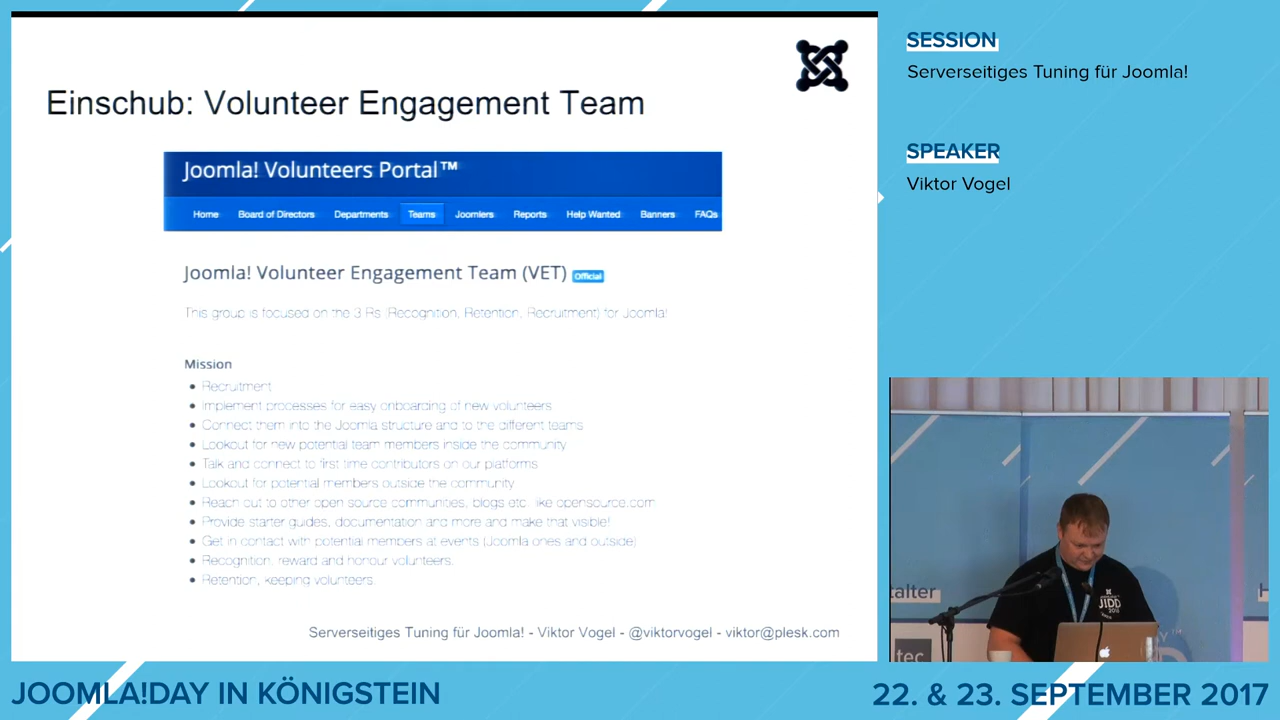 Einschub: Volunteer Engagement Team
Joomla! Volunteers Portal™
Home Board of Directors Departments Teams Joomlers Reports Help Wanted Banners FAQs
Joomla! Volunteer Engagement Team (VET) Official
This group is focused on the 3 Rs (Recognition, Retention, Recruitment) for Joomla!
Mission
• Recruitment
• Implement processes for easy onboarding of new volunteers
• Connect them into the Joomla structure and to the different teams
• Lookout for new potential team members inside the community
• Talk and connect to first time contributors on our platforms
• Lookout for potential members outside the community
• Reach out to other open source communities, blogs etc. like opensource.com
• Provide starter guides, documentation and more and make that visible!
• Get in contact with potential members at events (Joomla ones and outside)
• Recognition, reward and honour volunteers.
• Retention, keeping volunteers.
Serverseitiges Tuning für Joomla! - Viktor Vogel - @viktorvogel - viktor@plesk.com
SESSION
Serverseitiges Tuning für Joomla!
SPEAKER
Viktor Vogel
alter
JOOMLA!DAY IN KÖNIGSTEIN
22. & 23. SEPTEMBER 2017